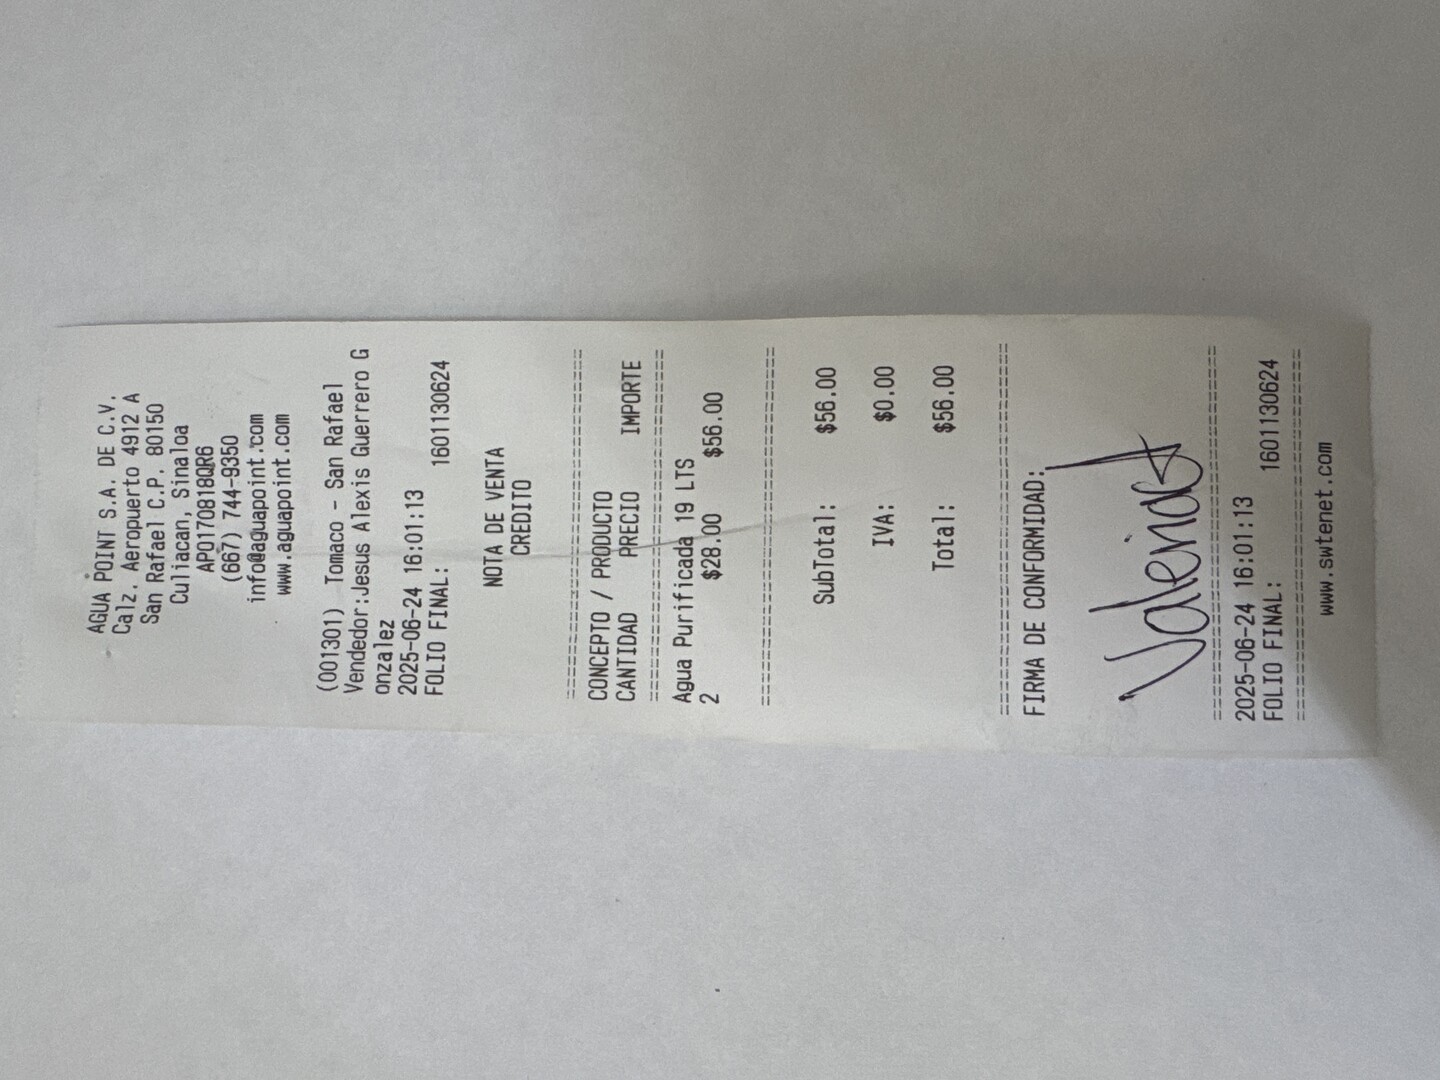 AGUA POINT S.A. DE C.V.
Calz. Aeropuerto 4912 A
San Rafael C.P. 80150
Culiacan, Sinaloa
APO170818QR6
(667) 744-9350
info@aguapoint.com
www.aguapoint.com
(001301) Tomaco - San Rafael
Vendedor:Jesus Alexis Guerrero G
onzalez
2025-06-24 16:01:13
FOLIO FINAL: 1601130624
NOTA DE VENTA
CREDITO
================================
CONCEPTO / PRODUCTO
CANTIDAD PRECIO IMPORTE
================================
Agua Purificada 19 LTS
2 $28.00 $56.00
================================
SubTotal: $56.00
IVA: $0.00
Total: $56.00
================================
FIRMA DE CONFORMIDAD:
================================
2025-06-24 16:01:13
FOLIO FINAL: 1601130624
================================
www.swtenet.com